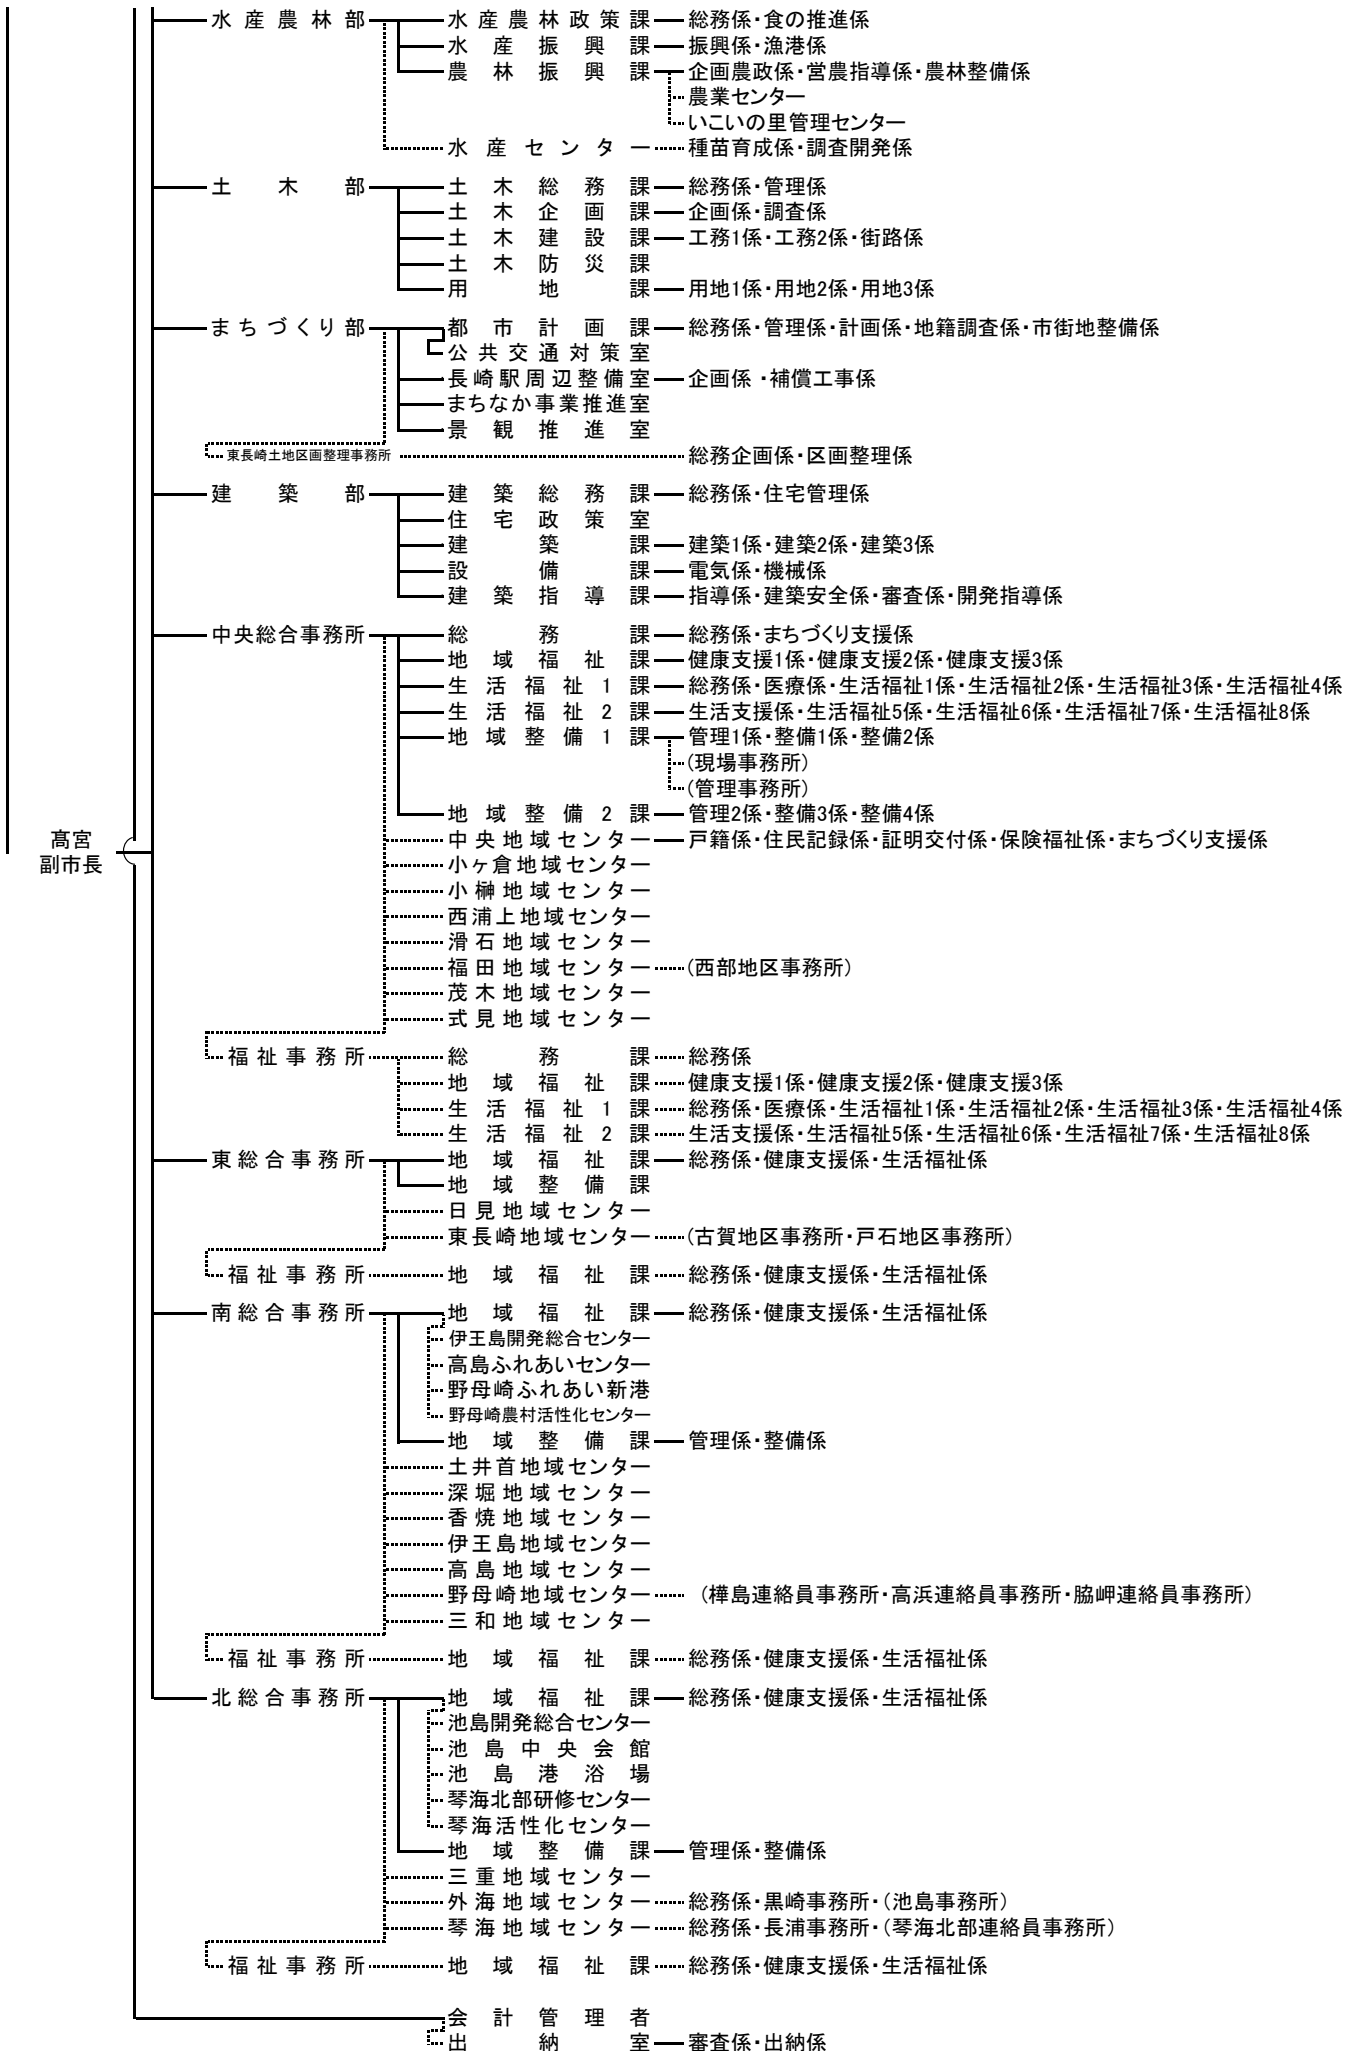 水産農林部 水産農林政策課 総務係・食の推進係
水産振興課 振興係・漁港係
農林振興課 企画農政係・営農指導係・農林整備係
農業センター
いこいの里管理センター
水産センター 種苗育成係・調査開発係
土木部 土木総務課 総務係・管理係
土木企画課 企画係・調査係
土木建設課 工務1係・工務2係・街路係
土木防災課
用地課 用地1係・用地2係・用地3係
まちづくり部 都市計画課 総務係・管理係・計画係・地籍調査係・市街地整備係
公共交通対策室
長崎駅周辺整備室 企画係・補償工事係
まちなか事業推進室
景観推進室
東長崎土地区画整理事務所 総務企画係・区画整理係
建築部 建築総務課 総務係・住宅管理係
住宅政策室
建築課 建築1係・建築2係・建築3係
設備課 電気係・機械係
建築指導課 指導係・建築安全係・審査係・開発指導係
中央総合事務所 総務課 総務係・まちづくり支援係
地域福祉課 健康支援1係・健康支援2係・健康支援3係
生活福祉1課 総務係・医療係・生活福祉1係・生活福祉2係・生活福祉3係・生活福祉4係
生活福祉2課 生活支援係・生活福祉5係・生活福祉6係・生活福祉7係・生活福祉8係
地域整備1課 管理1係・整備1係・整備2係
(現場事務所)
(管理事務所)
地域整備2課 管理2係・整備3係・整備4係
髙宮
副市長
中央地域センター 戸籍係・住民記録係・証明交付係・保険福祉係・まちづくり支援係
小ヶ倉地域センター
小榊地域センター
西浦上地域センター
滑石地域センター
福田地域センター (西部地区事務所)
茂木地域センター
式見地域センター
福祉事務所 総務課 総務係
地域福祉課 健康支援1係・健康支援2係・健康支援3係
生活福祉1課 総務係・医療係・生活福祉1係・生活福祉2係・生活福祉3係・生活福祉4係
生活福祉2課 生活支援係・生活福祉5係・生活福祉6係・生活福祉7係・生活福祉8係
東総合事務所 地域福祉課 総務係・健康支援係・生活福祉係
地域整備課
日見地域センター
東長崎地域センター (古賀地区事務所・戸石地区事務所)
福祉事務所 地域福祉課 総務係・健康支援係・生活福祉係
南総合事務所 地域福祉課 総務係・健康支援係・生活福祉係
伊王島開発総合センター
高島ふれあいセンター
野母崎ふれあい新港
野母崎農村活性化センター
地域整備課 管理係・整備係
土井首地域センター
深堀地域センター
香焼地域センター
伊王島地域センター
高島地域センター
野母崎地域センター (樺島連絡員事務所・高浜連絡員事務所・脇岬連絡員事務所)
三和地域センター
福祉事務所 地域福祉課 総務係・健康支援係・生活福祉係
北総合事務所 地域福祉課 総務係・健康支援係・生活福祉係
池島開発総合センター
池島中央会館
池島港浴場
琴海北部研修センター
琴海活性化センター
地域整備課 管理係・整備係
三重地域センター
外海地域センター 総務係・黒崎事務所・(池島事務所)
琴海地域センター 総務係・長浦事務所・(琴海北部連絡員事務所)
福祉事務所 地域福祉課 総務係・健康支援係・生活福祉係
会計管理者
出納室 審査係・出納係